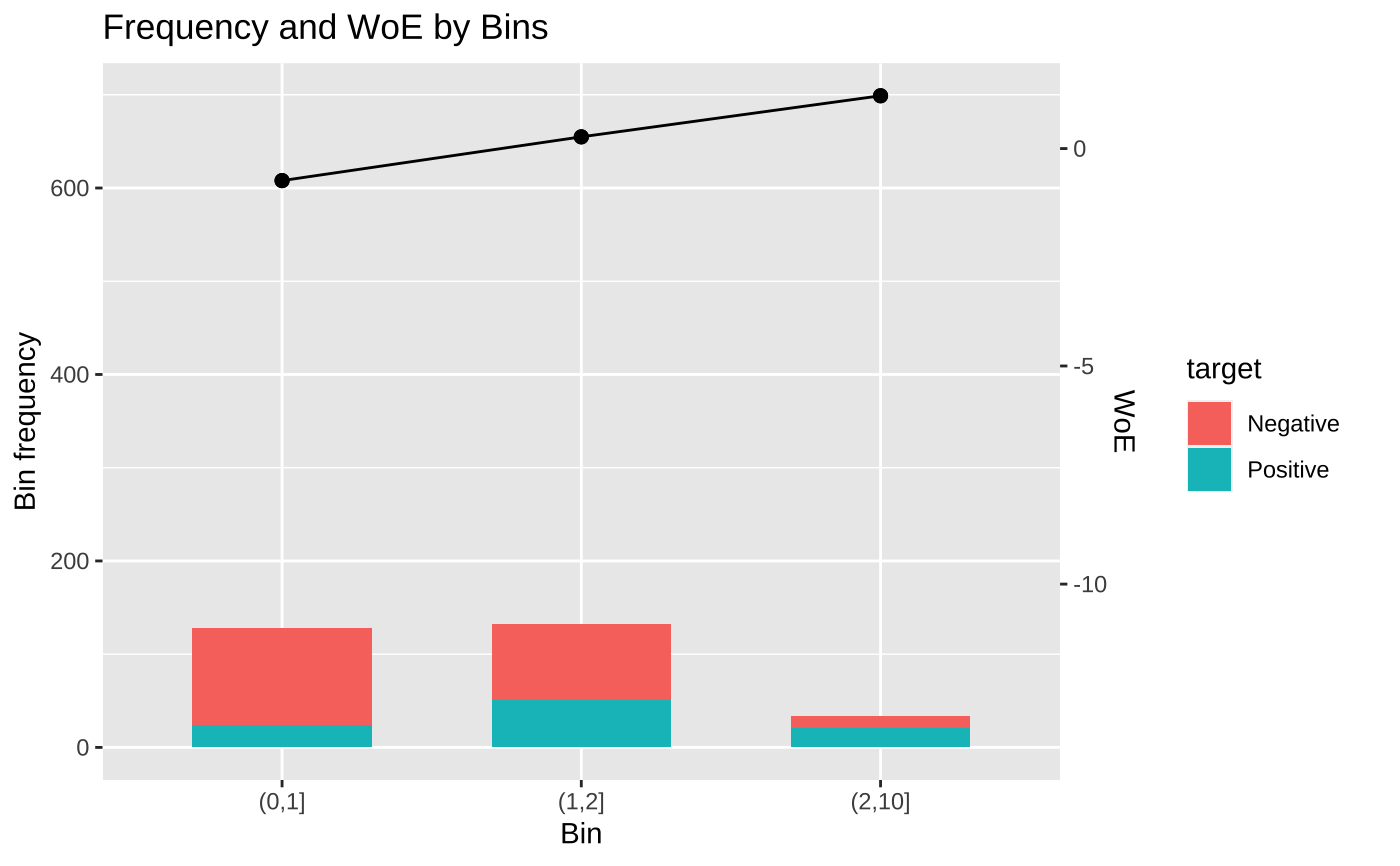 Frequency and WoE by Bins
600
400
200
0
Bin frequency
0
-5
-10
WoE
(0,1]
(1,2]
(2,10]
Bin
target
Negative
Positive